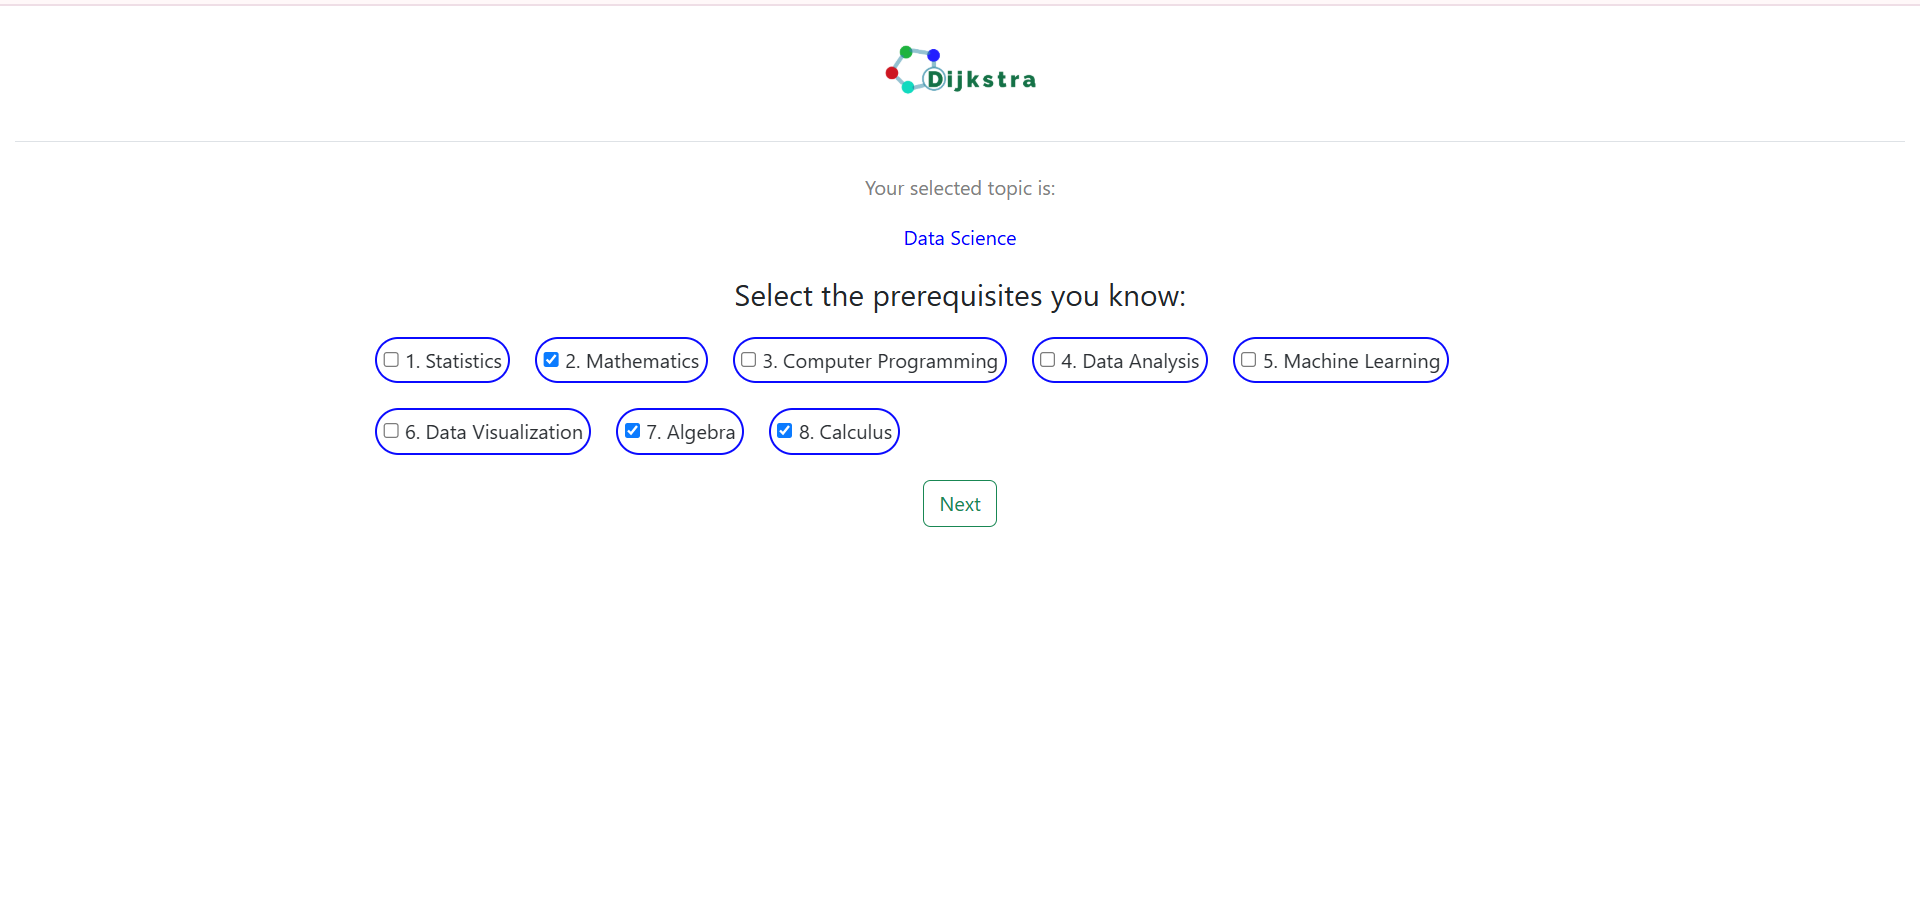 Dijkstra
Your selected topic is:
Data Science
Select the prerequisites you know:
1. Statistics 2. Mathematics 3. Computer Programming 4. Data Analysis 5. Machine Learning
6. Data Visualization 7. Algebra 8. Calculus
Next